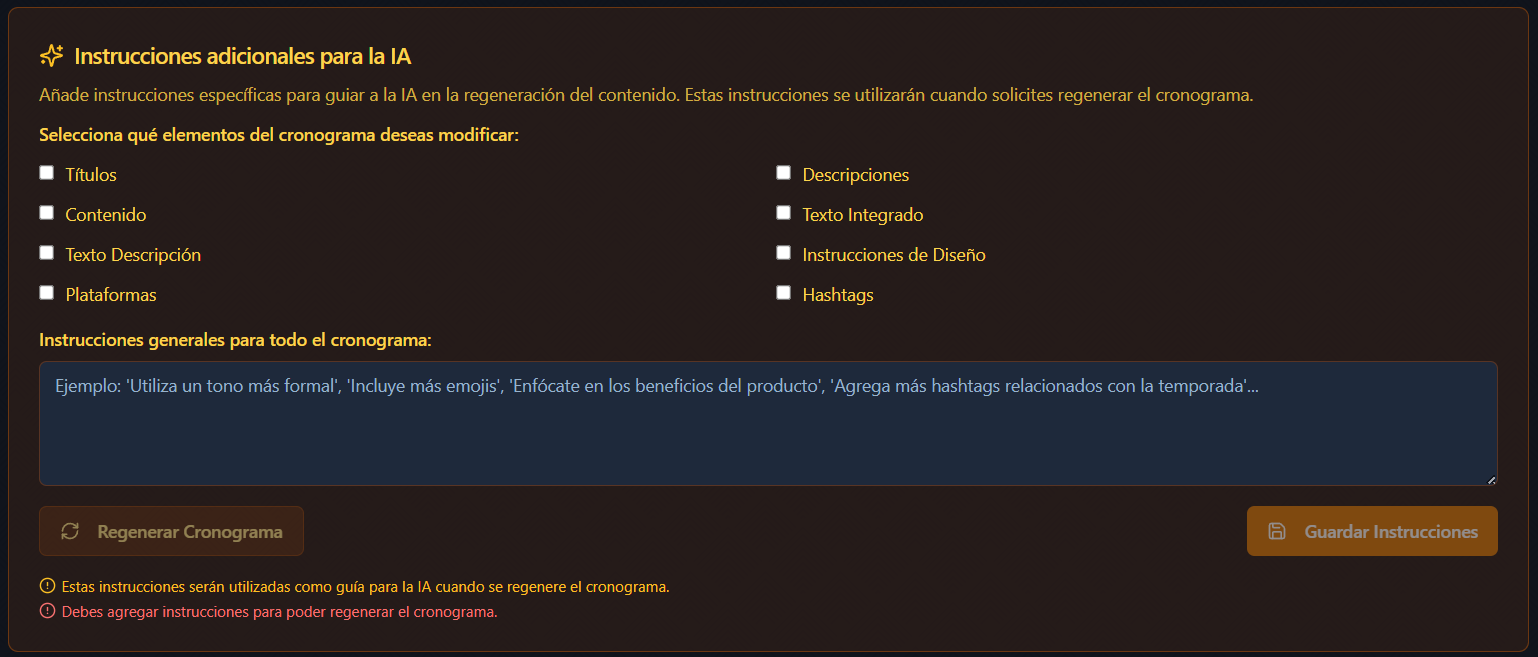 Instrucciones adicionales para la IA
Añade instrucciones específicas para guiar a la IA en la regeneración del contenido. Estas instrucciones se utilizarán cuando solicites regenerar el cronograma.
Selecciona qué elementos del cronograma deseas modificar:
Títulos
Descripciones
Contenido
Texto Integrado
Texto Descripción
Instrucciones de Diseño
Plataformas
Hashtags
Instrucciones generales para todo el cronograma:
Ejemplo: 'Utiliza un tono más formal', 'Incluye más emojis', 'Enfócate en los beneficios del producto', 'Agrega más hashtags relacionados con la temporada'...
Regenerar Cronograma
Guardar Instrucciones
Estas instrucciones serán utilizadas como guía para la IA cuando se regenere el cronograma.
Debes agregar instrucciones para poder regenerar el cronograma.